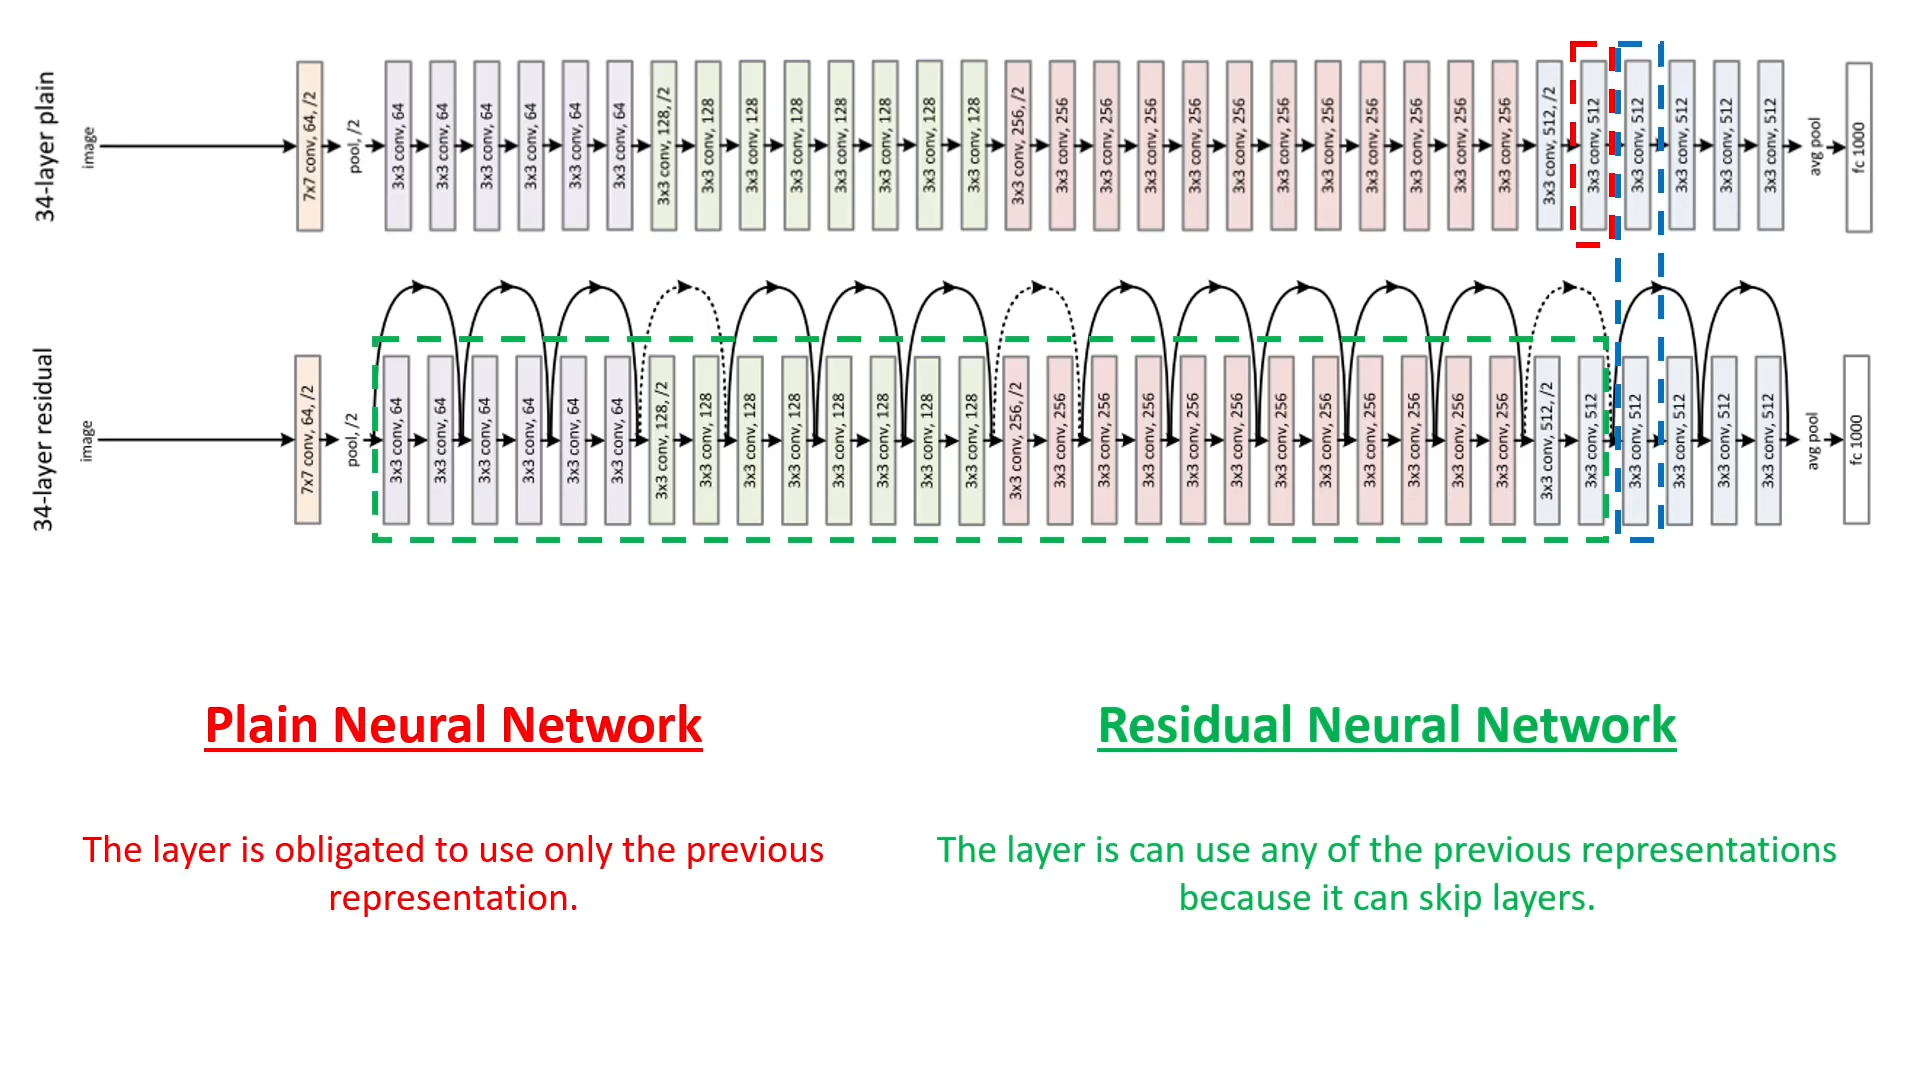 34-layer plain
image
7x7 conv, 64, /2
pool, /2
3x3 conv, 64
3x3 conv, 64
3x3 conv, 64
3x3 conv, 64
3x3 conv, 64
3x3 conv, 64
3x3 conv, 128, /2
3x3 conv, 128
3x3 conv, 128
3x3 conv, 128
3x3 conv, 128
3x3 conv, 128
3x3 conv, 128
3x3 conv, 128
3x3 conv, 256, /2
3x3 conv, 256
3x3 conv, 256
3x3 conv, 256
3x3 conv, 256
3x3 conv, 256
3x3 conv, 256
3x3 conv, 256
3x3 conv, 256
3x3 conv, 256
3x3 conv, 256
3x3 conv, 256
3x3 conv, 512, /2
3x3 conv, 512
3x3 conv, 512
3x3 conv, 512
3x3 conv, 512
3x3 conv, 512
avg pool
fc 1000
34-layer residual
image
7x7 conv, 64, /2
pool, /2
3x3 conv, 64
3x3 conv, 64
3x3 conv, 64
3x3 conv, 64
3x3 conv, 64
3x3 conv, 64
3x3 conv, 128, /2
3x3 conv, 128
3x3 conv, 128
3x3 conv, 128
3x3 conv, 128
3x3 conv, 128
3x3 conv, 128
3x3 conv, 128
3x3 conv, 256, /2
3x3 conv, 256
3x3 conv, 256
3x3 conv, 256
3x3 conv, 256
3x3 conv, 256
3x3 conv, 256
3x3 conv, 256
3x3 conv, 256
3x3 conv, 256
3x3 conv, 256
3x3 conv, 256
3x3 conv, 512, /2
3x3 conv, 512
3x3 conv, 512
3x3 conv, 512
3x3 conv, 512
3x3 conv, 512
avg pool
fc 1000
Plain Neural Network
The layer is obligated to use only the previous
representation.
Residual Neural Network
The layer is can use any of the previous representations
because it can skip layers.